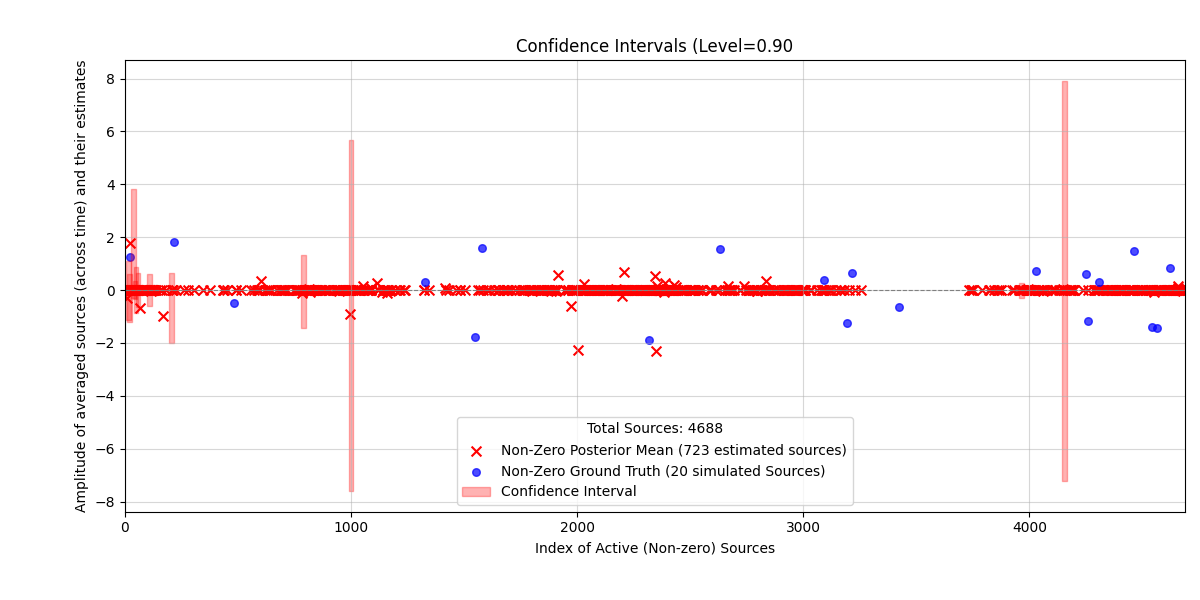 Confidence Intervals (Level=0.90
Amplitude of averaged sources (across time) and their estimates
8
6
4
2
0
−2
−4
−6
−8
Total Sources: 4688
Non-Zero Posterior Mean (723 estimated sources)
Non-Zero Ground Truth (20 simulated Sources)
Confidence Interval
0
1000
2000
3000
4000
Index of Active (Non-zero) Sources